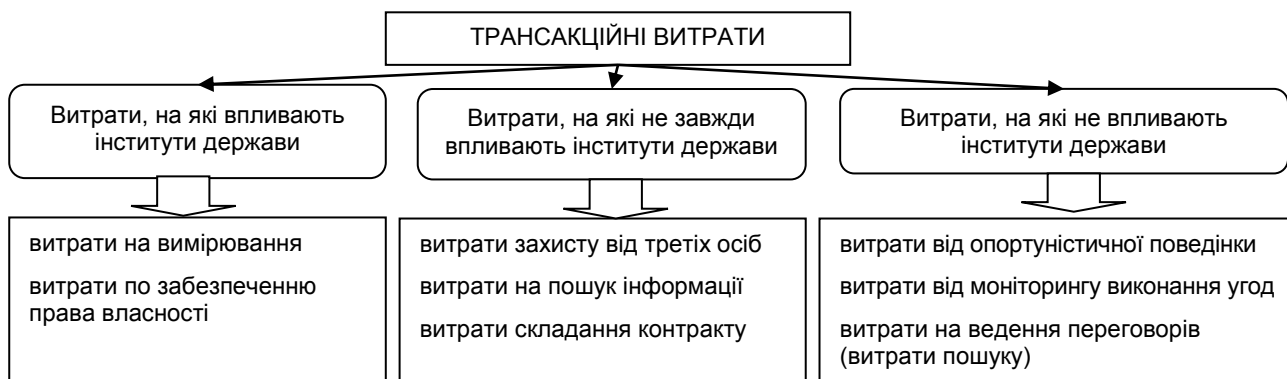 ТРАНСАКЦІЙНІ ВИТРАТИ
Витрати, на які впливають
інститути держави
Витрати, на які не завжди
впливають інститути держави
Витрати, на які не впливають
інститути держави
витрати на вимірювання
витрати по забезпеченню
права власності
витрати захисту від третіх осіб
витрати на пошук інформації
витрати складання контракту
витрати від опортуністичної поведінки
витрати від моніторингу виконання угод
витрати на ведення переговорів
(витрати пошуку)